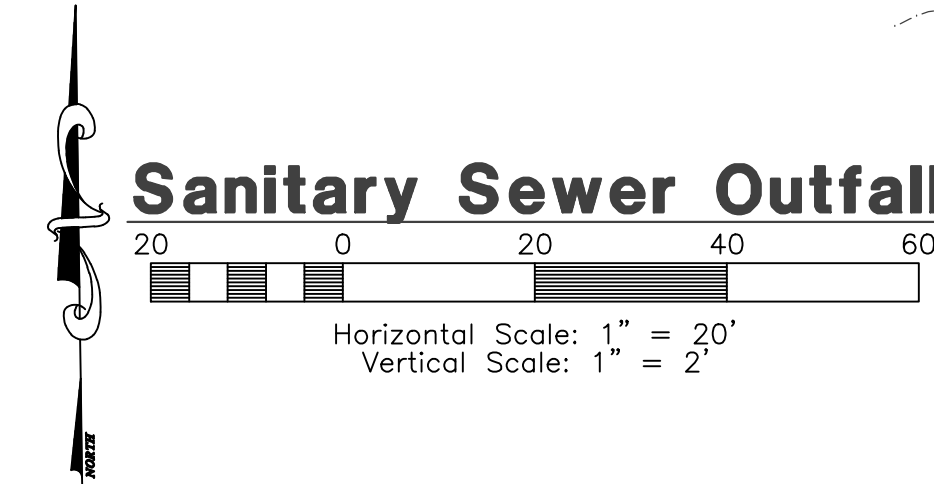 Sanitary Sewer Outfall
20 0 20 40 60
Horizontal Scale: 1" = 20'
Vertical Scale: 1" = 2'
NORTH